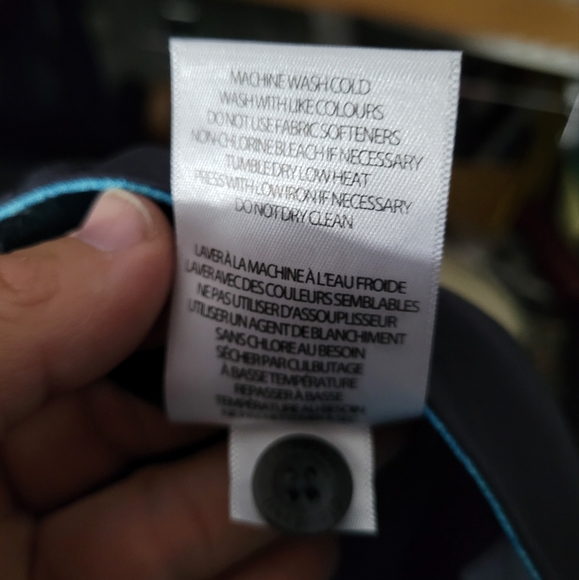 MACHINE WASH COLD
WASH WITH LIKE COLOURS
DO NOT USE FABRIC SOFTENERS
NON-CHLORINE BLEACH IF NECESSARY
TUMBLE DRY LOW HEAT
PRESS WITH LOW IRON IF NECESSARY
DO NOT DRY CLEAN
LAVER À LA MACHINE À L'EAU FROIDE
LAVER AVEC DES COULEURS SEMBLABLES
NE PAS UTILISER D'ASSOUPLISSEUR
UTILISER UN AGENT DE BLANCHIMENT
SANS CHLORE AU BESOIN
SÉCHER PAR CULBUTAGE
À BASSE TEMPÉRATURE
REPASSER À BASSE
TEMPÉRATURE AU BESOIN